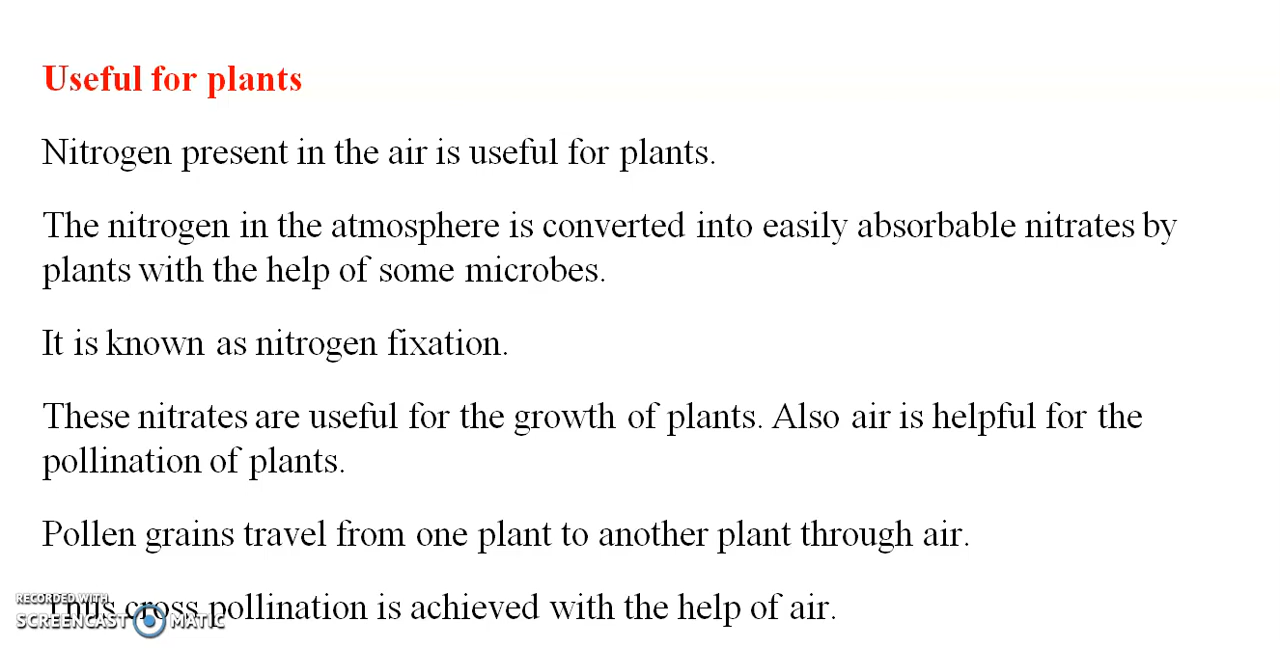 Useful for plants
Nitrogen present in the air is useful for plants.
The nitrogen in the atmosphere is converted into easily absorbable nitrates by
plants with the help of some microbes.
It is known as nitrogen fixation.
These nitrates are useful for the growth of plants. Also air is helpful for the
pollination of plants.
Pollen grains travel from one plant to another plant through air.
Thus cross pollination is achieved with the help of air.
RECORDED WITH
SCREENCAST MATIC